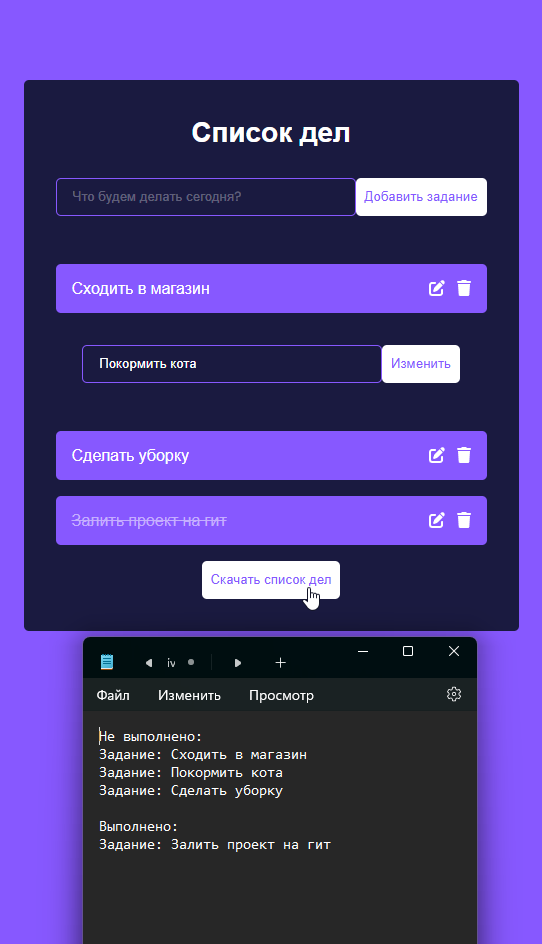 Список дел
Что будем делать сегодня?
Добавить задание
Сходить в магазин
Покормить кота
Изменить
Сделать уборку
Залить проект на гит
Скачать список дел
iv
Файл
Изменить
Просмотр
Не выполнено:
Задание: Сходить в магазин
Задание: Покормить кота
Задание: Сделать уборку
Выполнено:
Задание: Залить проект на гит